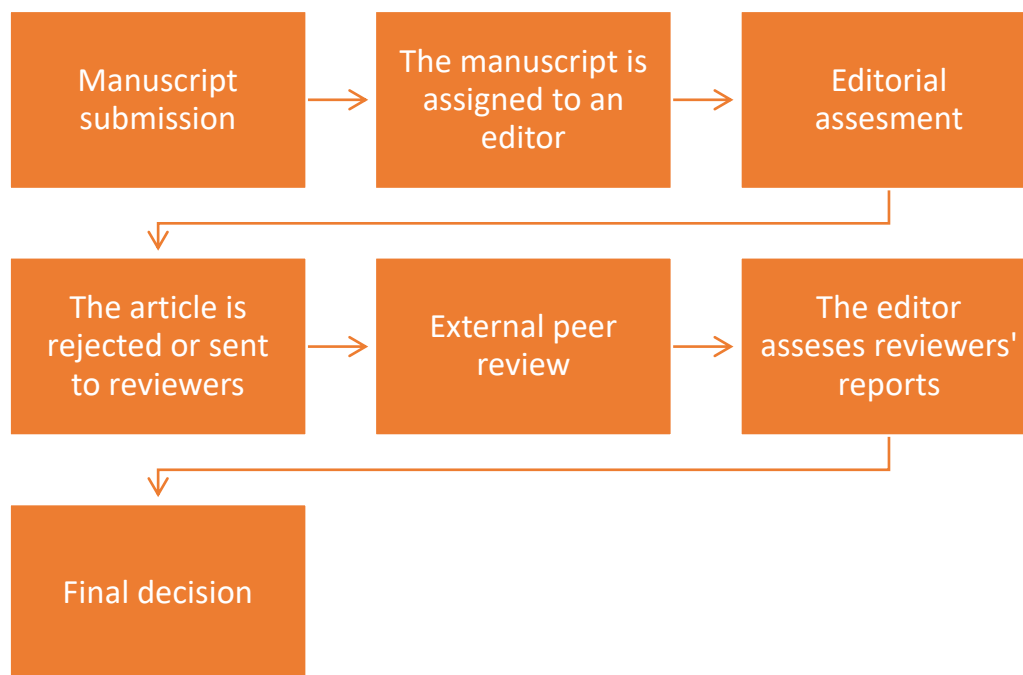 Manuscript
submission
The manuscript is
assigned to an
editor
Editorial
assesment
The article is
rejected or sent
to reviewers
External peer
review
The editor
asseses reviewers'
reports
Final decision